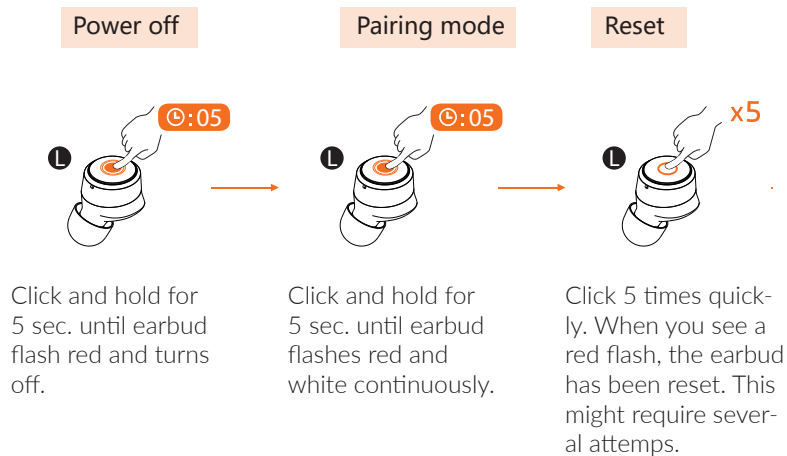 Power off
Pairing mode
Reset
:05
:05
x5
L
L
L
Click and hold for
5 sec. until earbud
flash red and turns
off.
Click and hold for
5 sec. until earbud
flashes red and
white continuously.
Click 5 times quick-
ly. When you see a
red flash, the earbud
has been reset. This
might require sever-
al attemps.